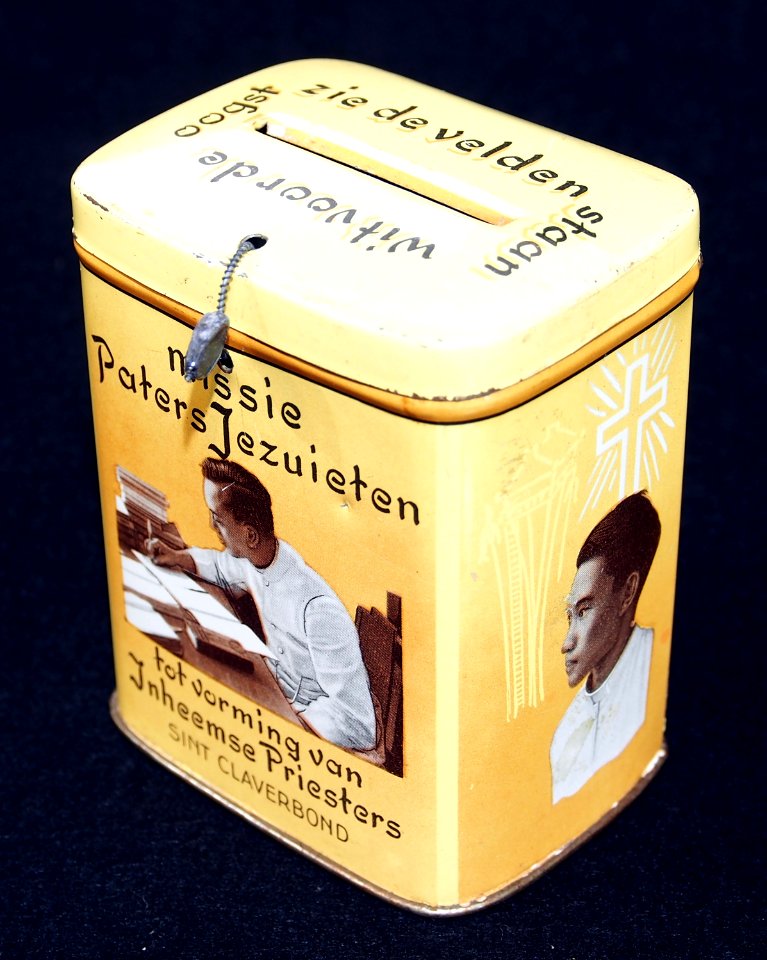 zie de velden
staan
wit voor de
oogst
missie
Paters Jezuieten
tot vorming van
Inheemse Priesters
SINT CLAVERBOND